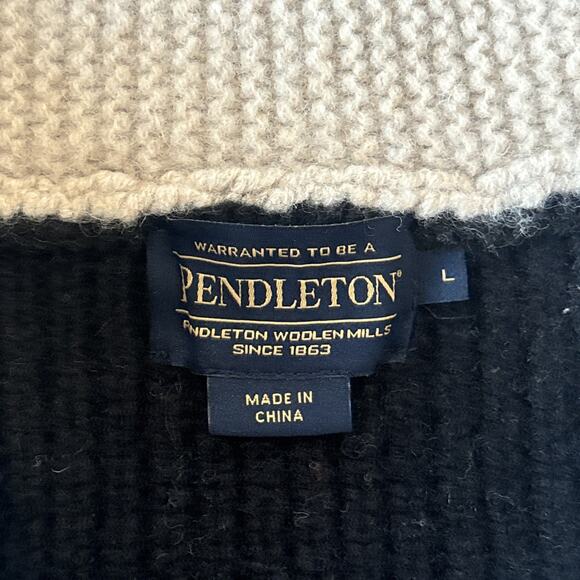 WARRANTED TO BE A
PENDLETON®
PENDLETON WOOLEN MILLS
SINCE 1863
L
MADE IN
CHINA